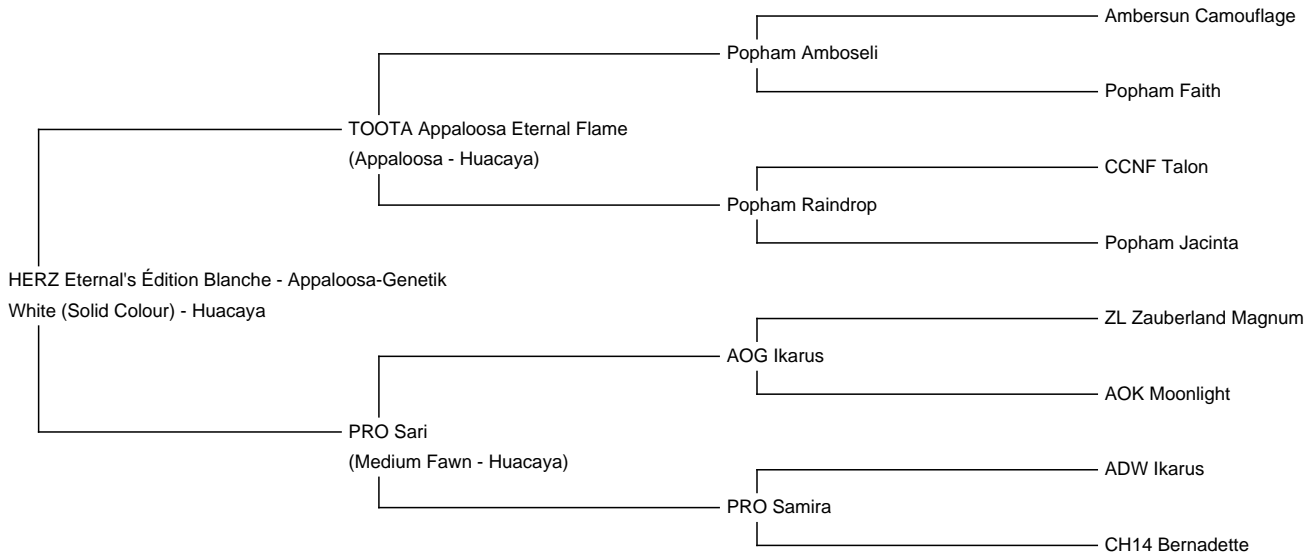 Ambersun Camouflage
Popham Amboseli
Popham Faith
TOOTA Appaloosa Eternal Flame
(Appaloosa - Huacaya)
CCNF Talon
Popham Raindrop
Popham Jacinta
HERZ Eternal's Édition Blanche - Appaloosa-Genetik
White (Solid Colour) - Huacaya
ZL Zauberland Magnum
AOG Ikarus
AOK Moonlight
PRO Sari
(Medium Fawn - Huacaya)
ADW Ikarus
PRO Samira
CH14 Bernadette